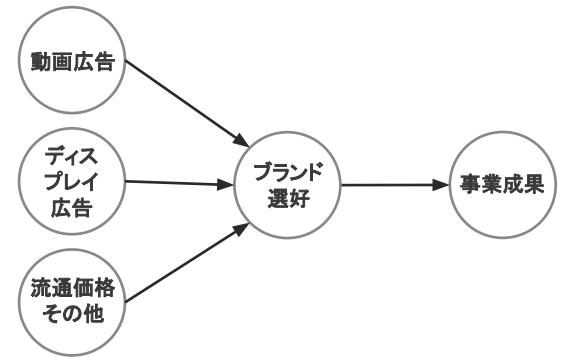 動画広告
ディス
プレイ
広告
流通価格
その他
ブランド
選好
事業成果